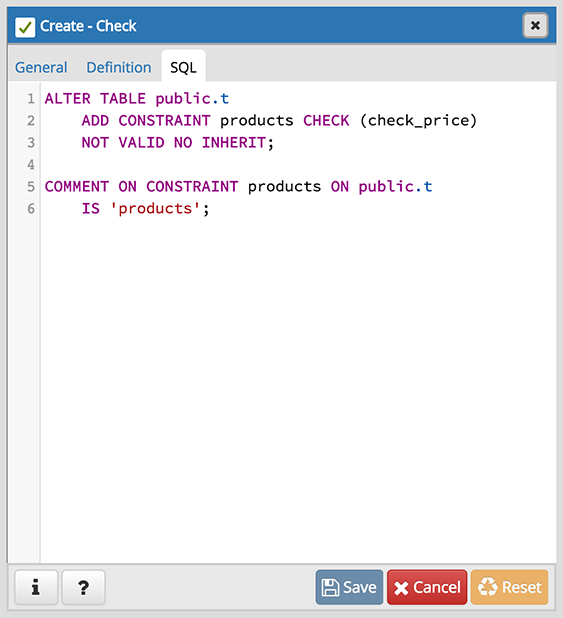 Create - Check
General Definition SQL
1 ALTER TABLE public.t
2     ADD CONSTRAINT products CHECK (check_price)
3     NOT VALID NO INHERIT;
4
5 COMMENT ON CONSTRAINT products ON public.t
6     IS 'products';
i ? Save Cancel Reset